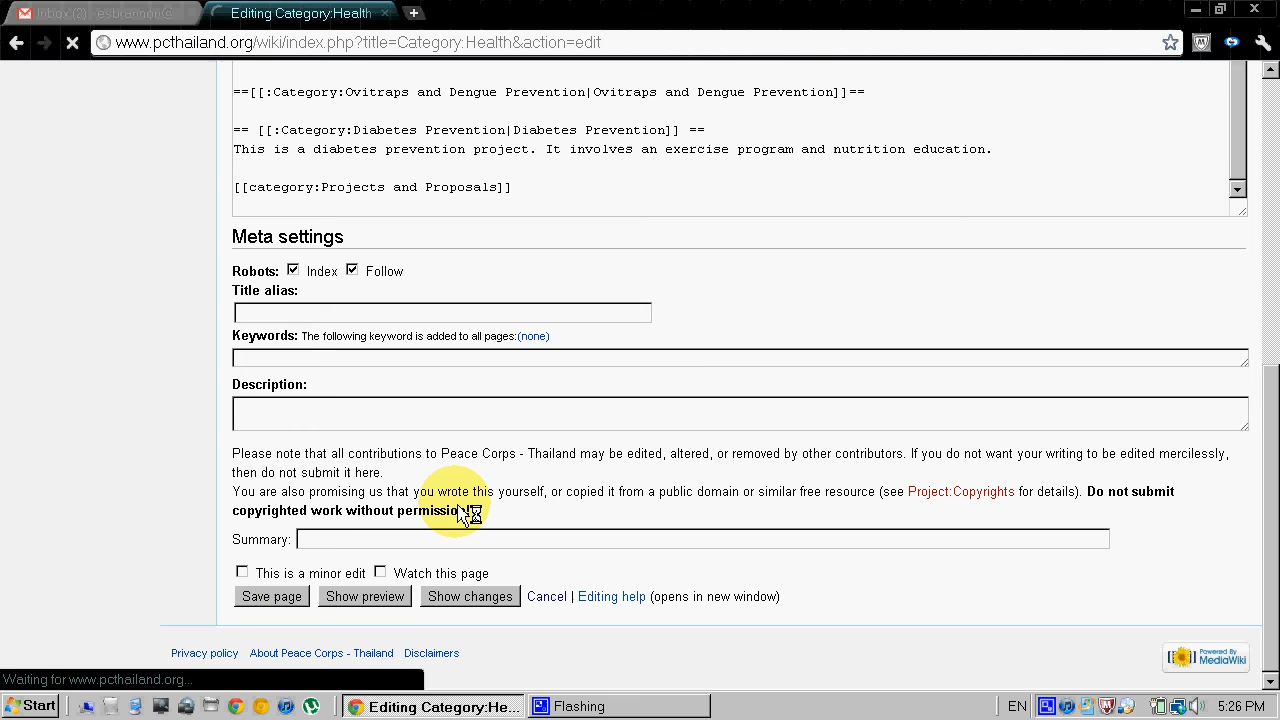 Inbox (2) - esbrannon@
Editing Category:Health
www.pcthailand.org/wiki/index.php?title=Category:Health&action=edit
==[[:Category:Ovitraps and Dengue Prevention|Ovitraps and Dengue Prevention]]==
== [[:Category:Diabetes Prevention|Diabetes Prevention]] ==
This is a diabetes prevention project. It involves an exercise program and nutrition education.
[[category:Projects and Proposals]]
Meta settings
Robots: Index Follow
Title alias:
Keywords: The following keyword is added to all pages:(none)
Description:
Please note that all contributions to Peace Corps - Thailand may be edited, altered, or removed by other contributors. If you do not want your writing to be edited mercilessly,
then do not submit it here.
You are also promising us that you wrote this yourself, or copied it from a public domain or similar free resource (see Project:Copyrights for details). Do not submit
copyrighted work without permission!
Summary:
This is a minor edit Watch this page
Save page Show preview Show changes Cancel | Editing help (opens in new window)
Privacy policy About Peace Corps - Thailand Disclaimers
Powered By
MediaWiki
Waiting for www.pcthailand.org...
Start Editing Category:He... Flashing EN 5:26 PM